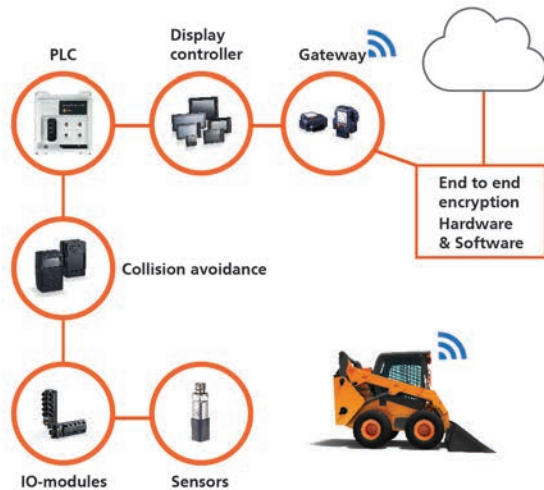 Display
controller
PLC
Gateway
End to end
encryption
Hardware
& Software
Collision avoidance
IO-modules
Sensors